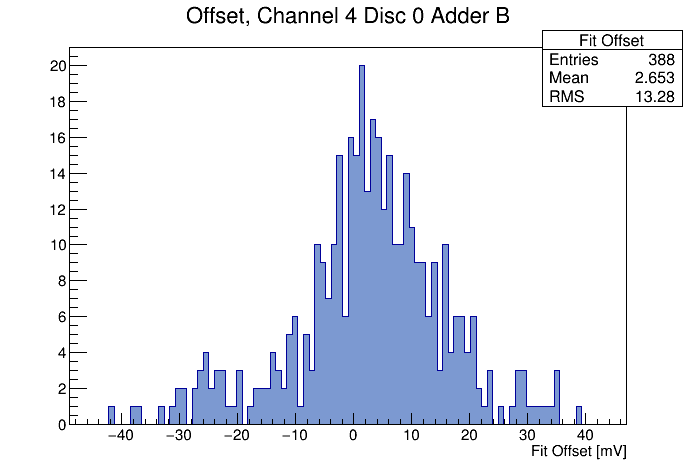 Offset, Channel 4 Disc 0 Adder B
Fit Offset
Entries 388
Mean 2.653
RMS 13.28
20
18
16
14
12
10
8
6
4
2
0
−40 −30 −20 −10 0 10 20 30 40
Fit Offset [mV]